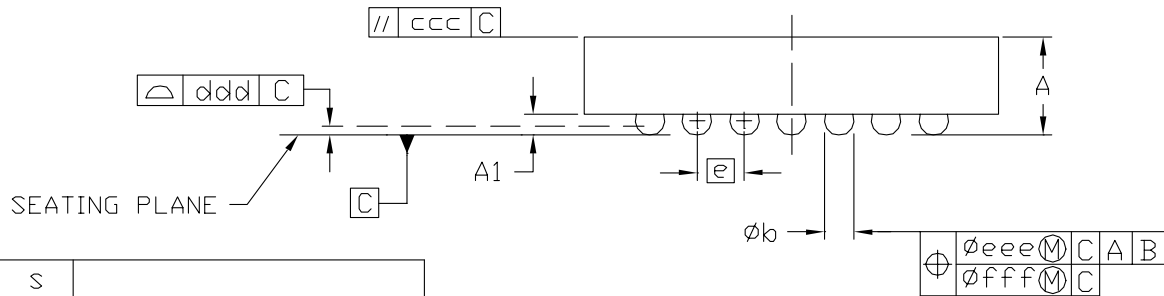 // ccc C
⌓ ddd C
A
A1
e
SEATING PLANE
C
Øb
⌖ Øeee Ⓜ C A B
Øfff Ⓜ C
S